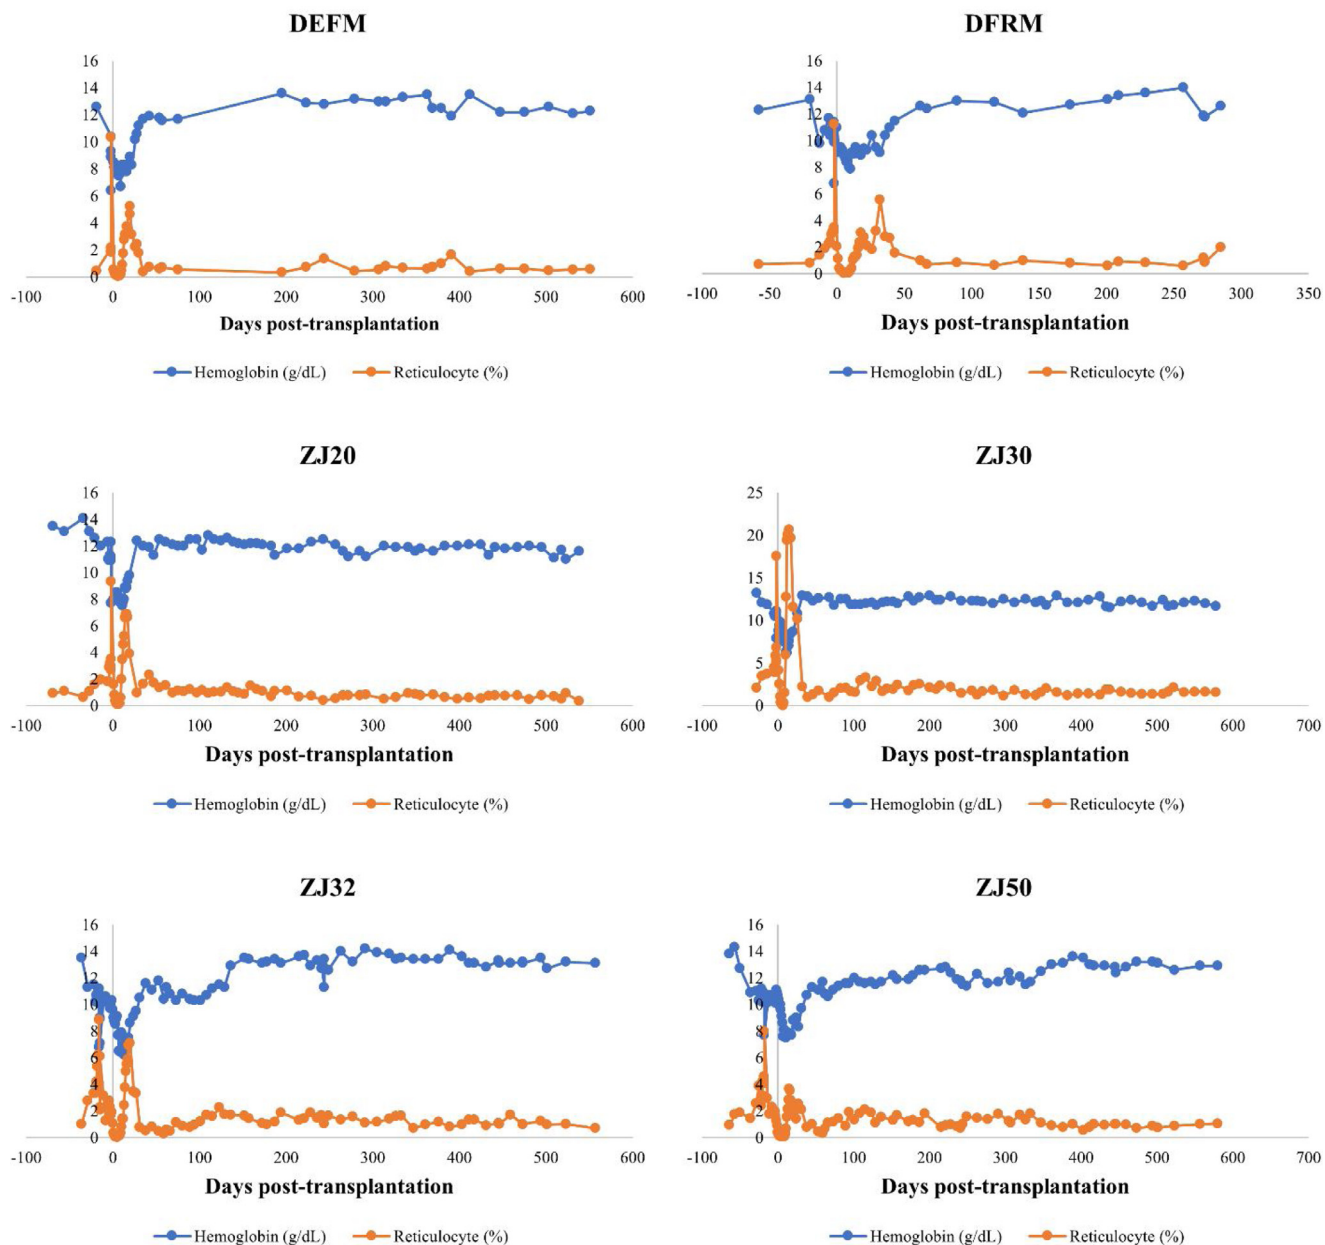 DEFM
16
14
12
10
8
6
4
2
0
-100 0 100 200 300 400 500 600
Days post-transplantation
Hemoglobin (g/dL) Reticulocyte (%)
DFRM
16
14
12
10
8
6
4
2
0
-100 -50 0 50 100 150 200 250 300 350
Days post-transplantation
Hemoglobin (g/dL) Reticulocyte (%)
ZJ20
16
14
12
10
8
6
4
2
0
-100 0 100 200 300 400 500 600
Days post-transplantation
Hemoglobin (g/dL) Reticulocyte (%)
ZJ30
25
20
15
10
5
0
-100 0 100 200 300 400 500 600 700
Days post-transplantation
Hemoglobin (g/dL) Reticulocyte (%)
ZJ32
16
14
12
10
8
6
4
2
0
-100 0 100 200 300 400 500 600
Days post-transplantation
Hemoglobin (g/dL) Reticulocyte (%)
ZJ50
16
14
12
10
8
6
4
2
0
-100 0 100 200 300 400 500 600 700
Days post-transplantation
Hemoglobin (g/dL) Reticulocyte (%)